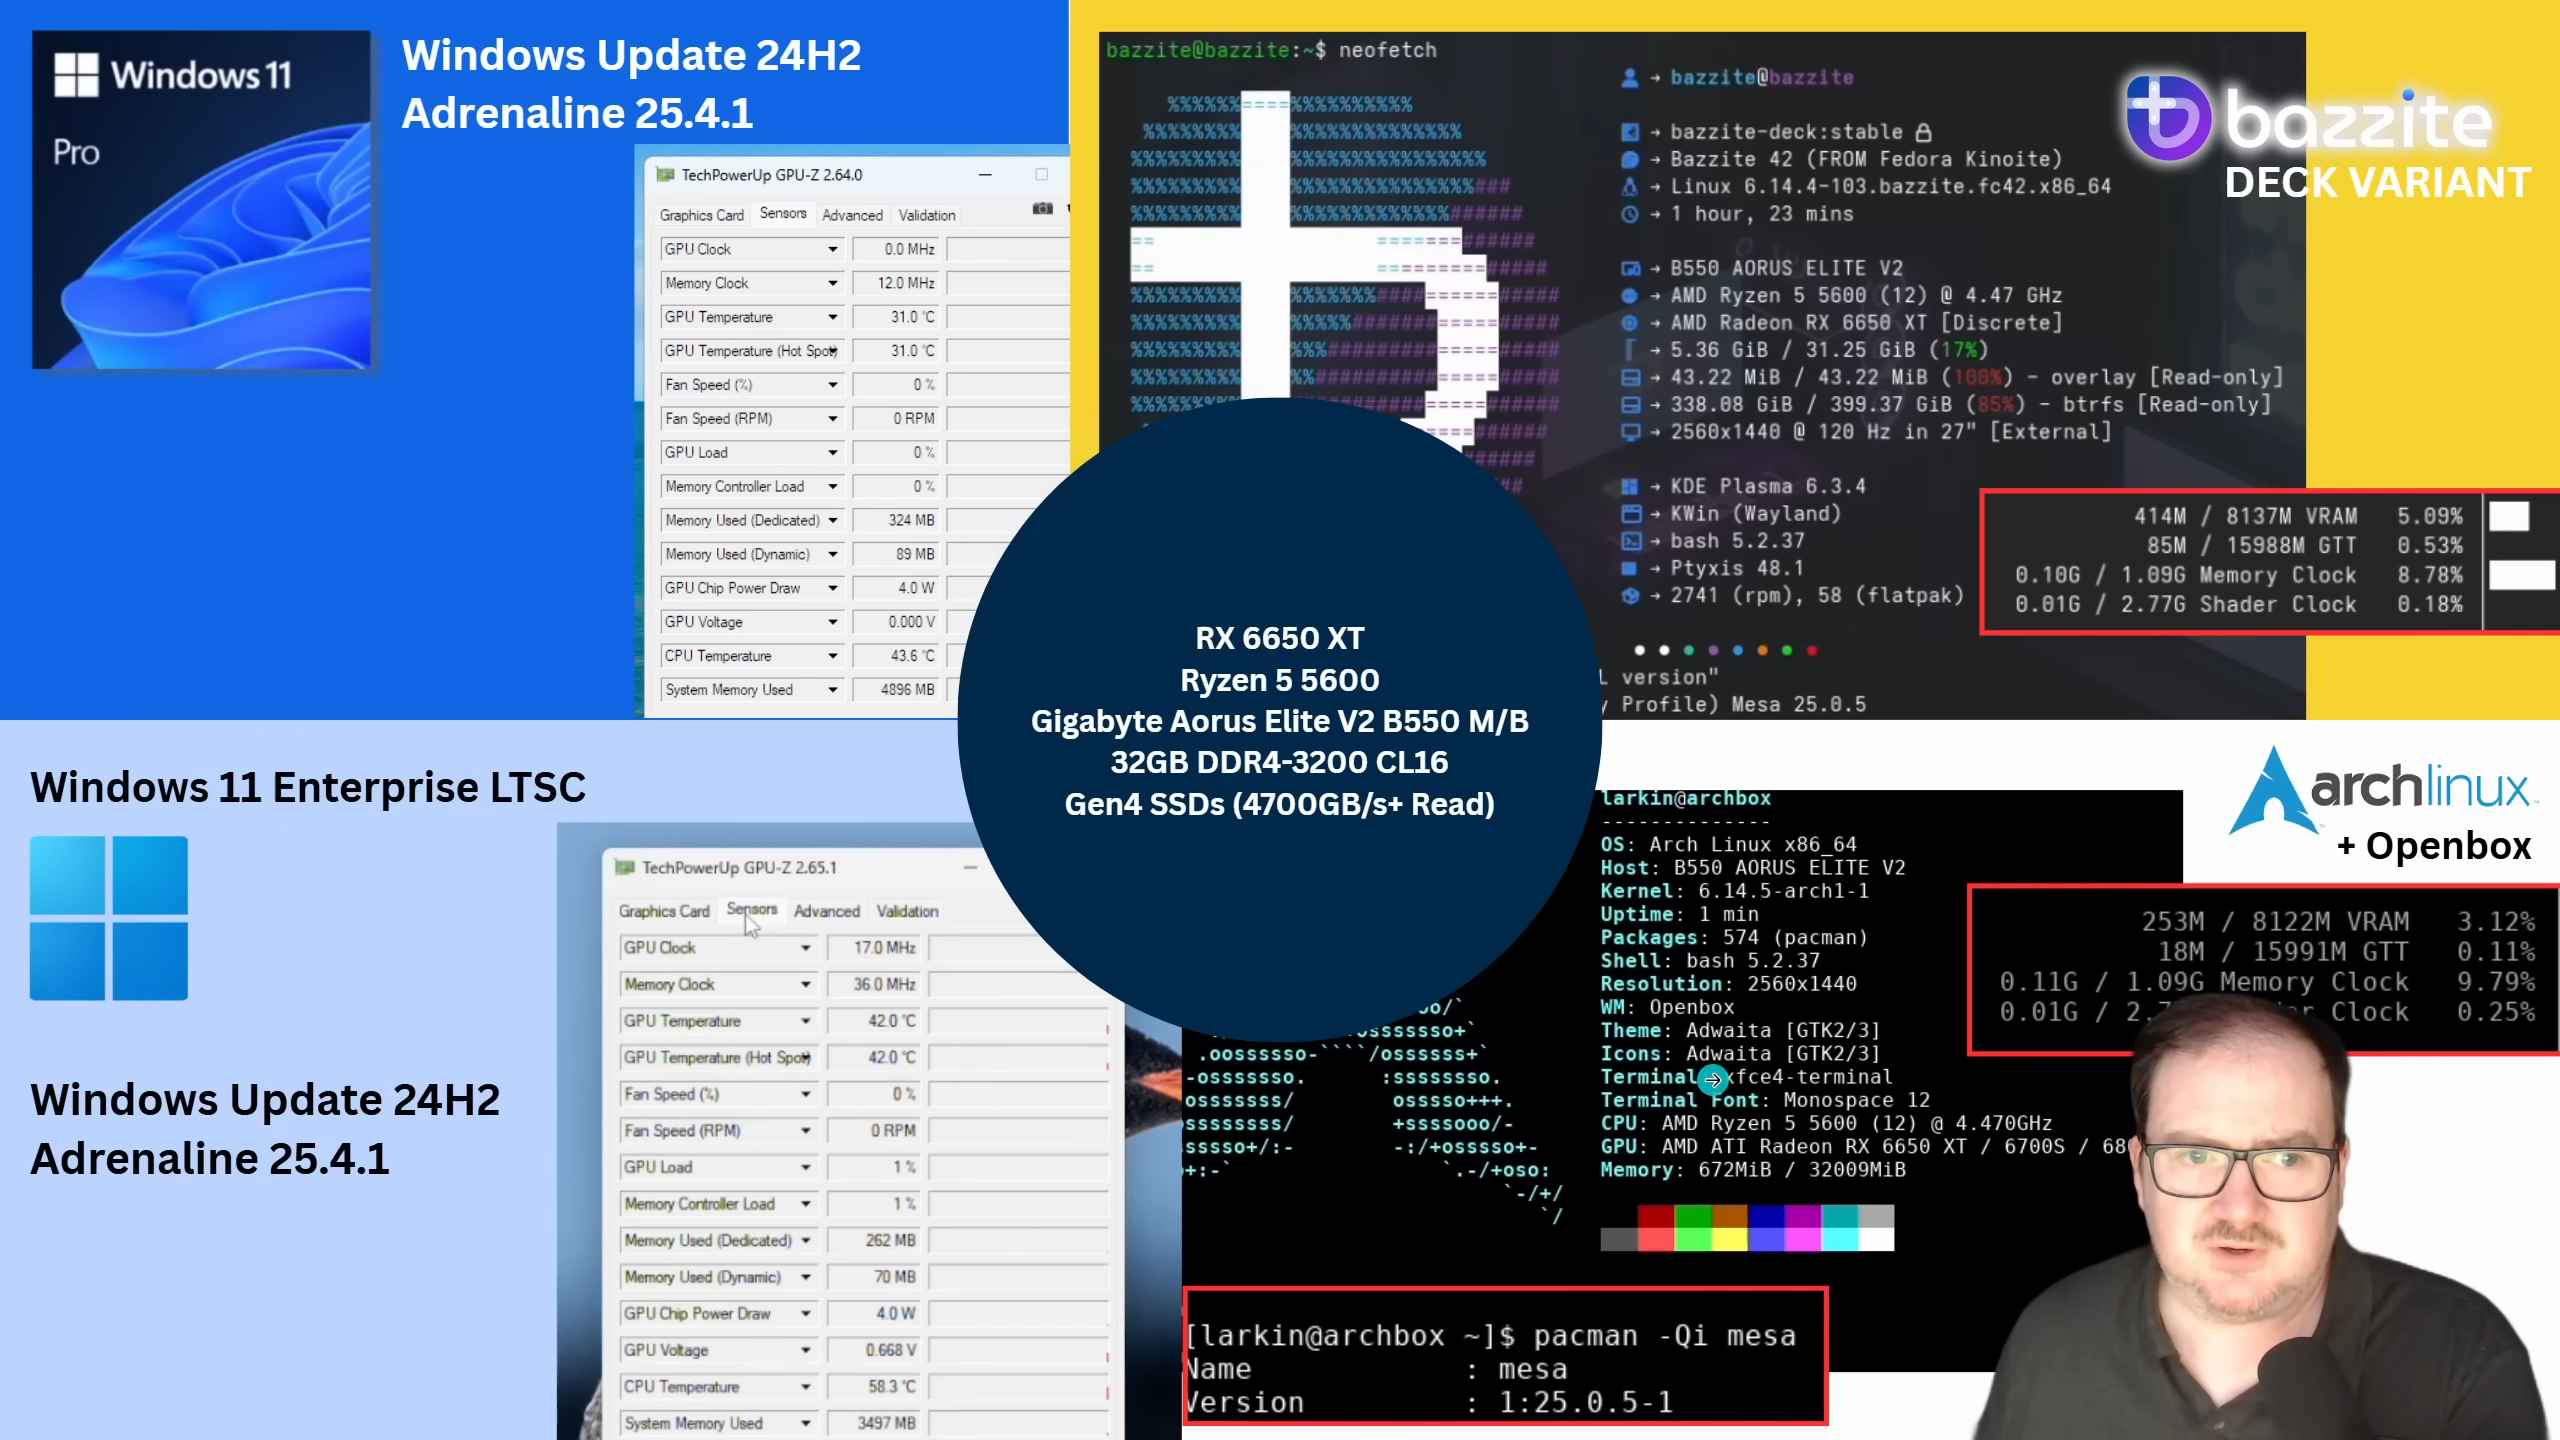 Windows 11
Pro
Windows Update 24H2
Adrenaline 25.4.1
TechPowerUp GPU-Z 2.64.0
Graphics Card Sensors Advanced Validation
GPU Clock 0.0 MHz
Memory Clock 12.0 MHz
GPU Temperature 31.0 °C
GPU Temperature (Hot Spot) 31.0 °C
Fan Speed (%) 0 %
Fan Speed (RPM) 0 RPM
GPU Load 0 %
Memory Controller Load 0 %
Memory Used (Dedicated) 324 MB
Memory Used (Dynamic) 89 MB
GPU Chip Power Draw 4.0 W
GPU Voltage 0.000 V
CPU Temperature 43.6 °C
System Memory Used 4896 MB
bazzite@bazzite:~$ neofetch
bazzite@bazzite
bazzite-deck:stable
Bazzite 42 (FROM Fedora Kinoite)
Linux 6.14.4-103.bazzite.fc42.x86_64
1 hour, 23 mins
B550 AORUS ELITE V2
AMD Ryzen 5 5600 (12) @ 4.47 GHz
AMD Radeon RX 6650 XT [Discrete]
5.36 GiB / 31.25 GiB (17%)
43.22 MiB / 43.22 MiB (100%) - overlay [Read-only]
338.08 GiB / 399.37 GiB (85%) - btrfs [Read-only]
2560x1440 @ 120 Hz in 27" [External]
KDE Plasma 6.3.4
KWin (Wayland)
bash 5.2.37
Ptyxis 48.1
2741 (rpm), 58 (flatpak)
version"
Profile) Mesa 25.0.5
bazzite
DECK VARIANT
414M / 8137M VRAM 5.09%
85M / 15988M GTT 0.53%
0.10G / 1.09G Memory Clock 8.78%
0.01G / 2.77G Shader Clock 0.18%
RX 6650 XT
Ryzen 5 5600
Gigabyte Aorus Elite V2 B550 M/B
32GB DDR4-3200 CL16
Gen4 SSDs (4700GB/s+ Read)
Windows 11 Enterprise LTSC
Windows Update 24H2
Adrenaline 25.4.1
TechPowerUp GPU-Z 2.65.1
Graphics Card Sensors Advanced Validation
GPU Clock 17.0 MHz
Memory Clock 36.0 MHz
GPU Temperature 42.0 °C
GPU Temperature (Hot Spot) 42.0 °C
Fan Speed (%) 0 %
Fan Speed (RPM) 0 RPM
GPU Load 1 %
Memory Controller Load 1 %
Memory Used (Dedicated) 262 MB
Memory Used (Dynamic) 70 MB
GPU Chip Power Draw 4.0 W
GPU Voltage 0.668 V
CPU Temperature 58.3 °C
System Memory Used 3497 MB
larkin@archbox
--------------
OS: Arch Linux x86_64
Host: B550 AORUS ELITE V2
Kernel: 6.14.5-arch1-1
Uptime: 1 min
Packages: 574 (pacman)
Shell: bash 5.2.37
Resolution: 2560x1440
WM: Openbox
Theme: Adwaita [GTK2/3]
Icons: Adwaita [GTK2/3]
Terminal xfce4-terminal
Terminal Font: Monospace 12
CPU: AMD Ryzen 5 5600 (12) @ 4.470GHz
GPU: AMD ATI Radeon RX 6650 XT / 6700S /
Memory: 672MiB / 32009MiB
archlinux
+ Openbox
253M / 8122M VRAM 3.12%
18M / 15991M GTT 0.11%
0.11G / 1.09G Memory Clock 9.79%
0.01G / Clock 0.25%
[larkin@archbox ~]$ pacman -Qi mesa
Name : mesa
Version : 1:25.0.5-1